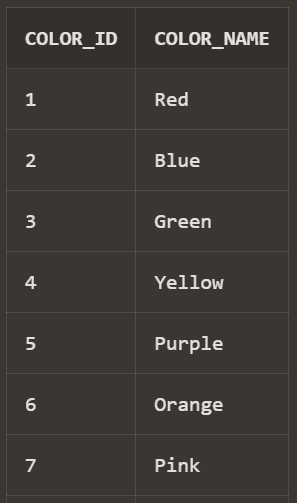 COLOR_ID COLOR_NAME
1 Red
2 Blue
3 Green
4 Yellow
5 Purple
6 Orange
7 Pink